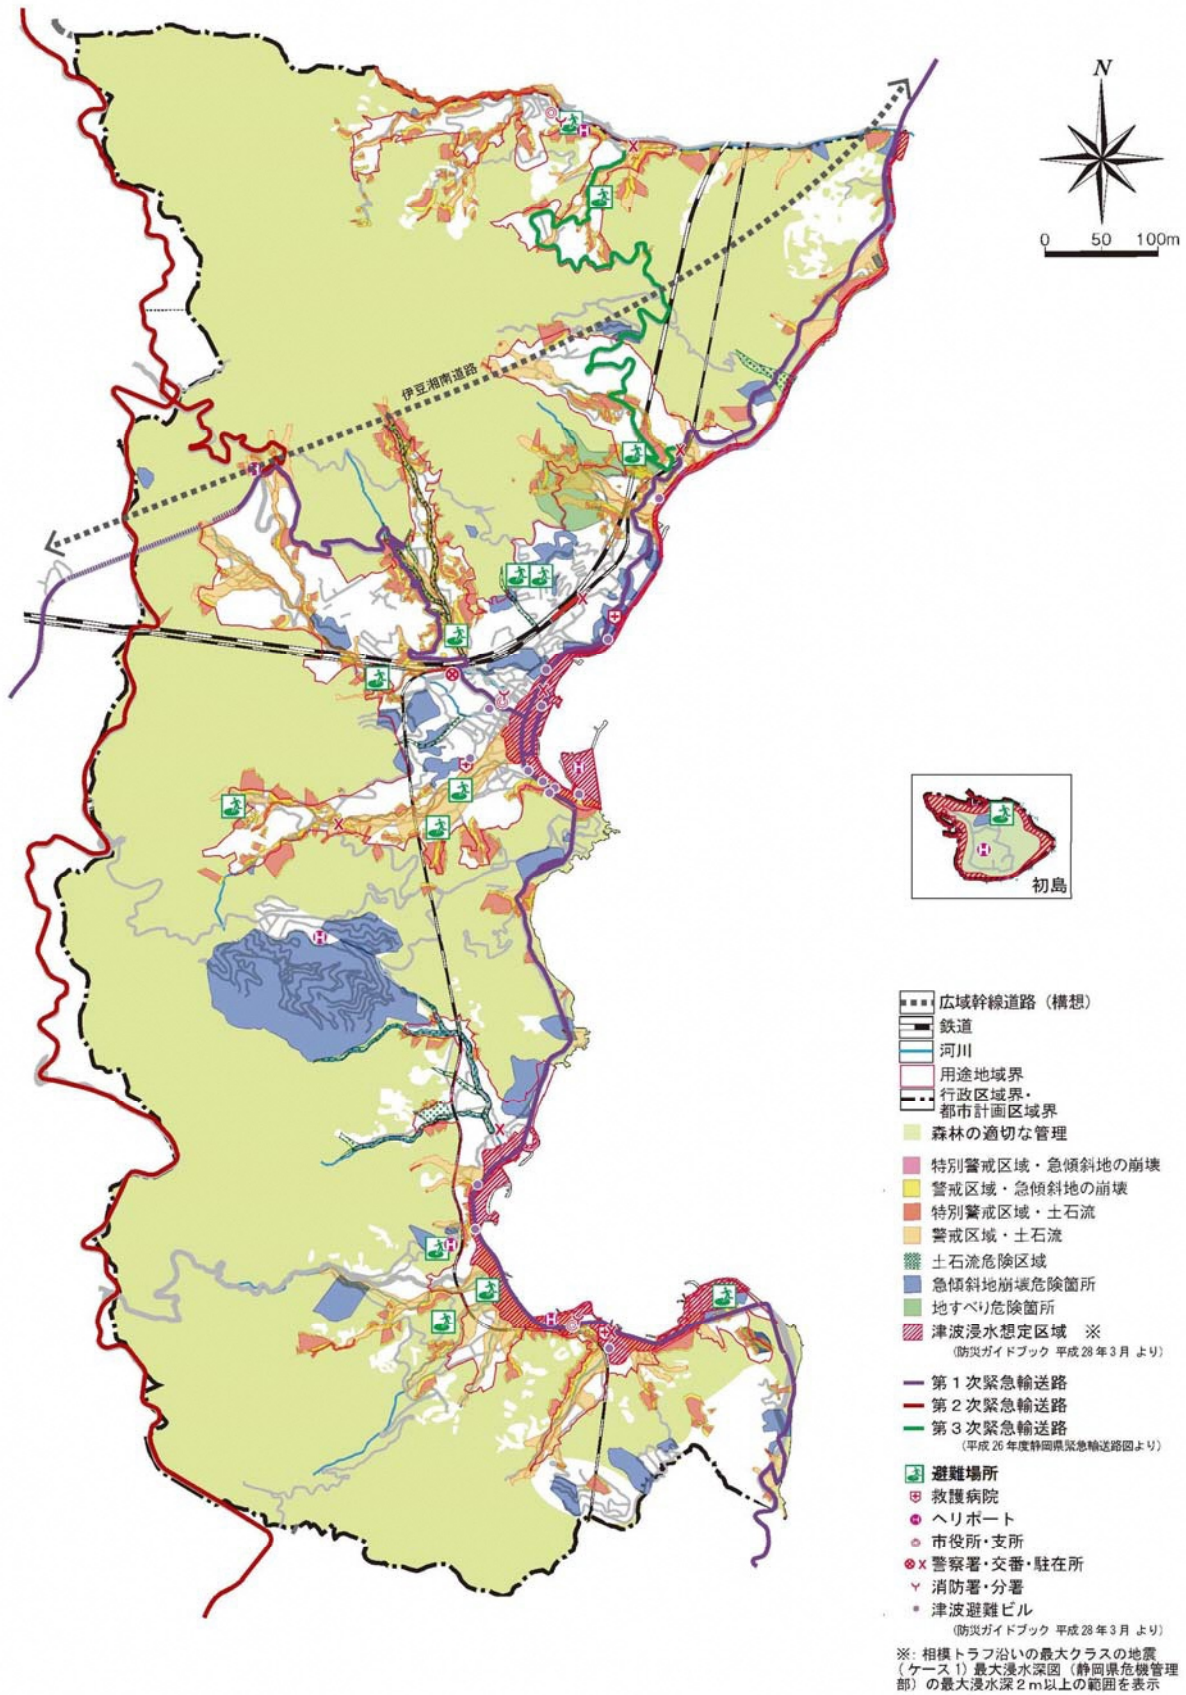 N
0 50 100m
伊豆湘南道路
初島
広域幹線道路（構想）
鉄道
河川
用途地域界
行政区域界・
都市計画区域界
森林の適切な管理
特別警戒区域・急傾斜地の崩壊
警戒区域・急傾斜地の崩壊
特別警戒区域・土石流
警戒区域・土石流
土石流危険区域
急傾斜地崩壊危険箇所
地すべり危険箇所
津波浸水想定区域　※
（防災ガイドブック 平成28年3月 より）
第1次緊急輸送路
第2次緊急輸送路
第3次緊急輸送路
（平成26年度静岡県緊急輸送路図より）
避難場所
救護病院
ヘリポート
市役所・支所
警察署・交番・駐在所
消防署・分署
津波避難ビル
（防災ガイドブック 平成28年3月 より）
※：相模トラフ沿いの最大クラスの地震
（ケース1）最大浸水深図（静岡県危機管理
部）の最大浸水深2m以上の範囲を表示